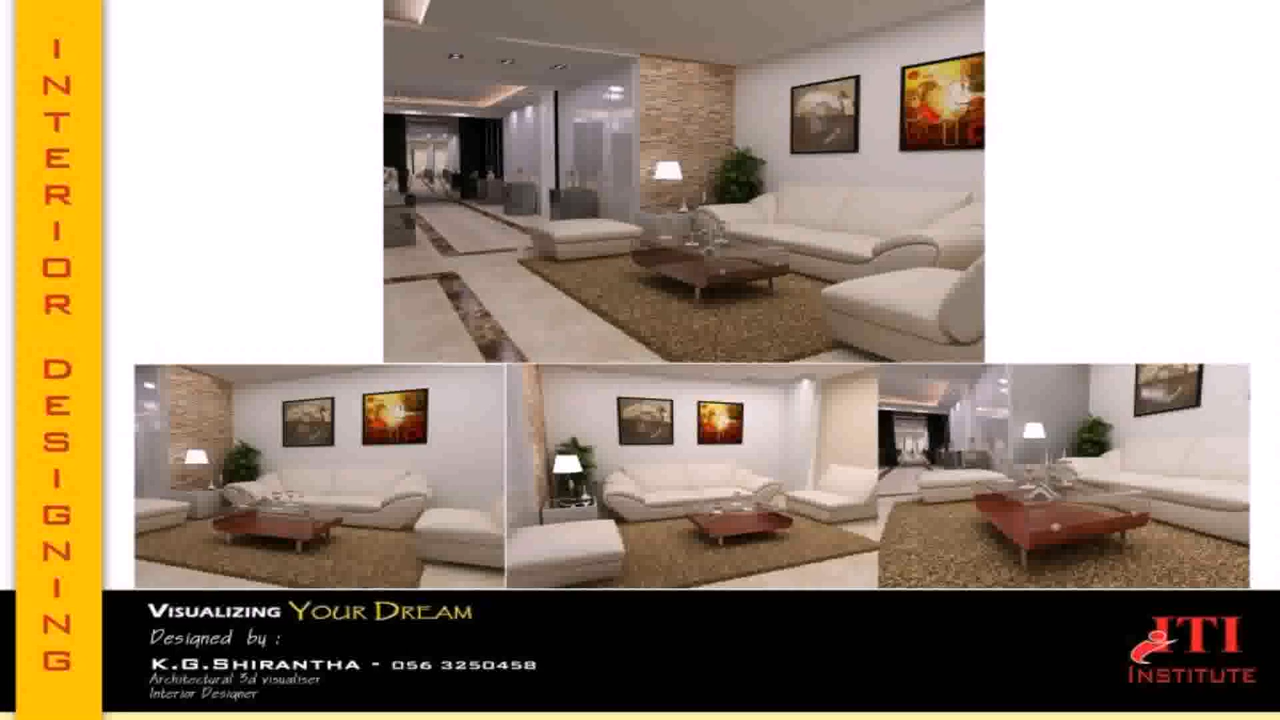 INTERIOR DESIGNING
VISUALIZING YOUR DREAM
Designed by :
K.G.SHIRANTHA - 056 3250458
Architectural 3d visualiser
Interior Designer
ITI
INSTITUTE